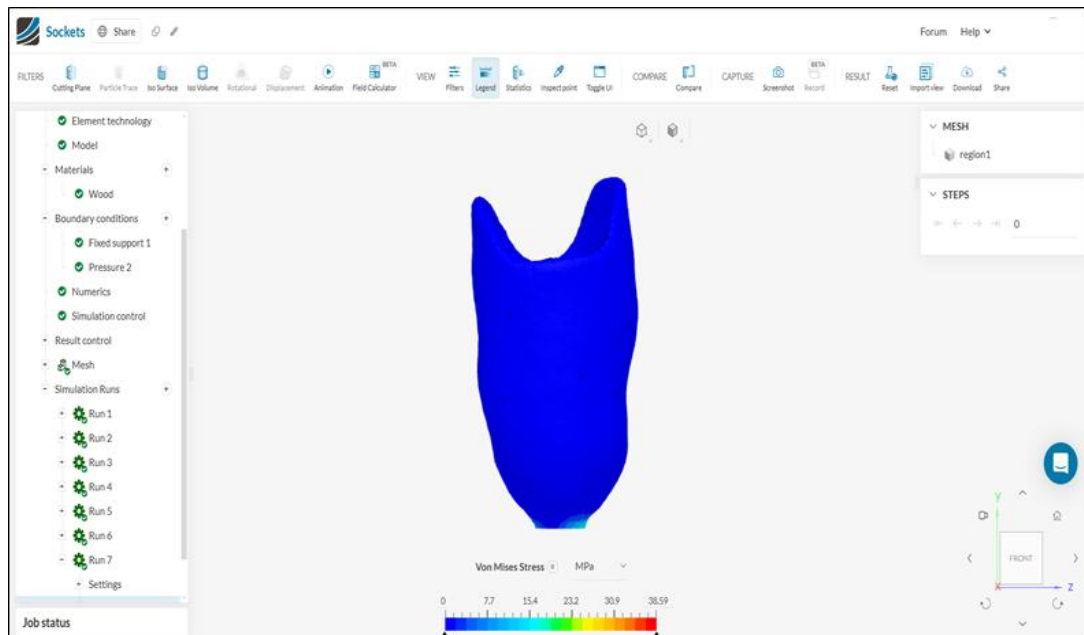 Sockets Share Forum Help
FILTERS Cutting Plane Particle Trace Iso Surface Iso Volume Rotational Displacement Animation BETA Field Calculator VIEW Filters Legend Statistics Inspect point Toggle UI COMPARE Compare CAPTURE Screenshot BETA Record RESULT Reset Import view Download Share
Element technology
Model
Materials
Wood
Boundary conditions
Fixed support 1
Pressure 2
Numerics
Simulation control
Result control
Mesh
Simulation Runs
Run 1
Run 2
Run 3
Run 4
Run 5
Run 6
Run 7
Settings
Job status
MESH
region1
STEPS
0
Von Mises Stress MPa
0 7.7 15.4 23.2 30.9 38.59
Y
FRONT
X Z